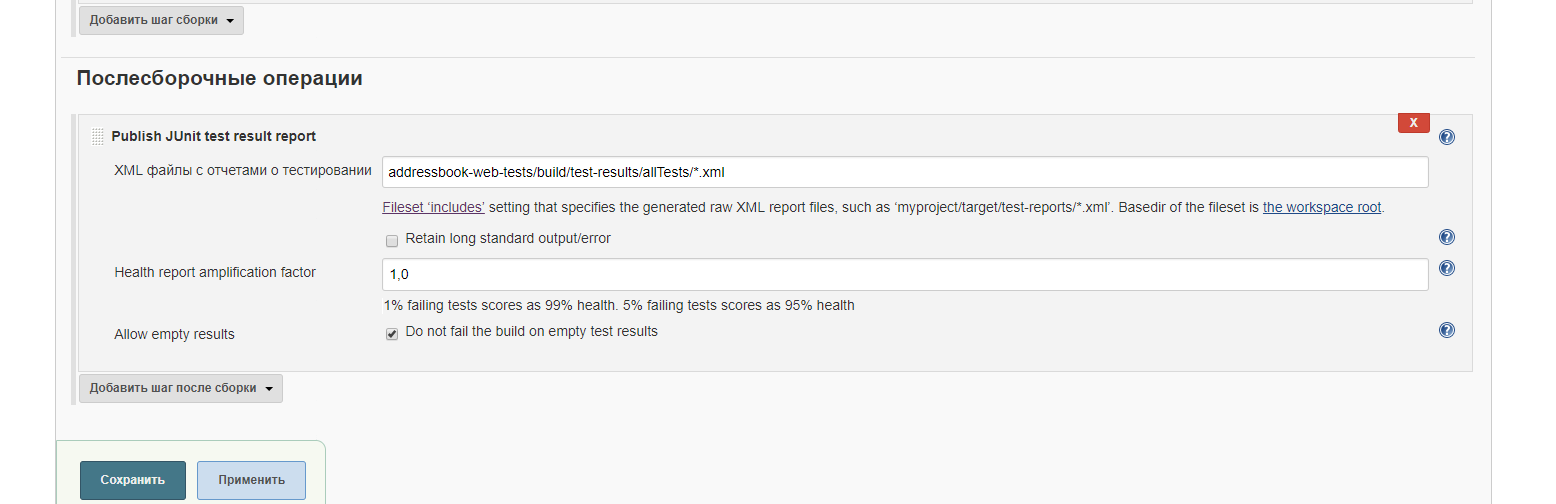 Добавить шаг сборки
Послесборочные операции
X
Publish JUnit test result report
XML файлы с отчетами о тестировании addressbook-web-tests/build/test-results/allTests/*.xml
Fileset ‘includes’ setting that specifies the generated raw XML report files, such as ‘myproject/target/test-reports/*.xml’. Basedir of the fileset is the workspace root.
Retain long standard output/error
Health report amplification factor 1,0
1% failing tests scores as 99% health. 5% failing tests scores as 95% health
Allow empty results Do not fail the build on empty test results
Добавить шаг после сборки
Сохранить Применить